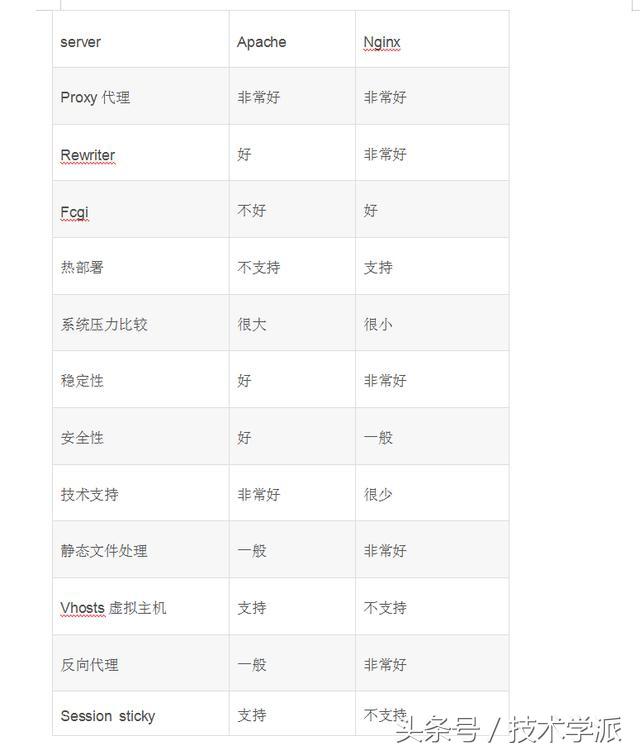 server Apache Nginx
Proxy 代理 非常好 非常好
Rewriter 好 非常好
Fcgi 不好 好
热部署 不支持 支持
系统压力比较 很大 很小
稳定性 好 非常好
安全性 好 一般
技术支持 非常好 很少
静态文件处理 一般 非常好
Vhosts 虚拟主机 支持 不支持
反向代理 一般 非常好
Session sticky 支持 不支持
头条号 / 技术学派